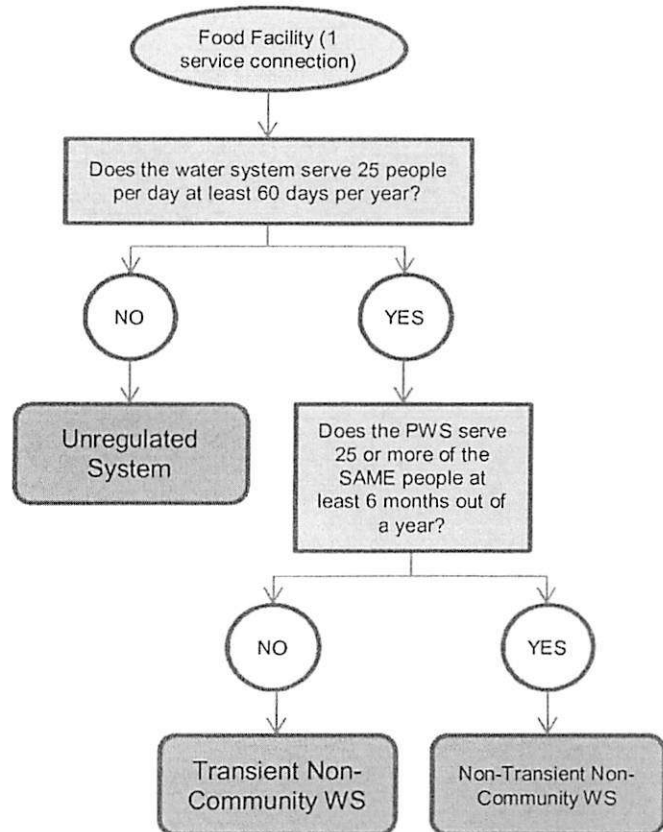 Food Facility (1
service connection)
Does the water system serve 25 people
per day at least 60 days per year?
NO
YES
Unregulated
System
Does the PWS serve
25 or more of the
SAME people at
least 6 months out of
a year?
NO
YES
Transient Non-
Community WS
Non-Transient Non-
Community WS